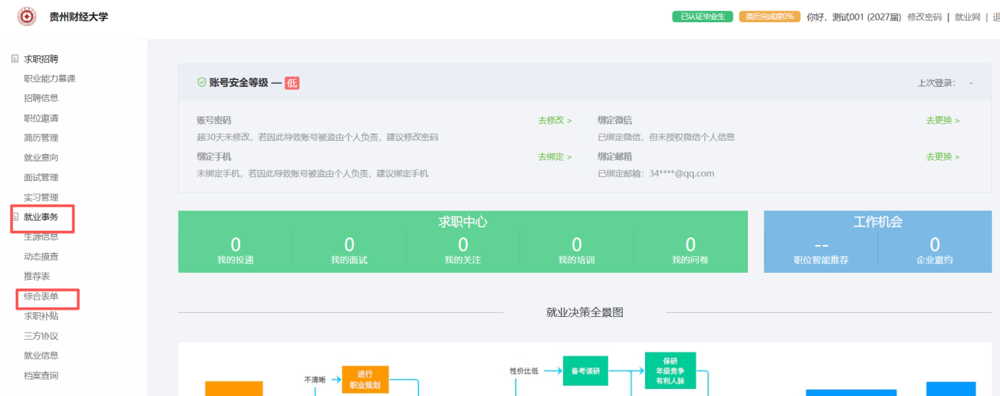 贵州财经大学
已认证毕业生 简历完成度0% 你好，测试001 (2027届) 修改密码 | 就业网 |
求职招聘
职业能力慕课
招聘信息
职位邀请
简历管理
就业意向
面试管理
实习管理
就业事务
生源信息
动态摸查
推荐表
综合表单
求职补贴
三方协议
就业信息
档案查询
账号安全等级 — 低
上次登录： -
账号密码 去修改 >
超30天未修改，若因此导致账号被盗由个人负责，建议修改密码
绑定微信 去更换 >
已绑定微信，但未授权微信个人信息
绑定手机 去绑定 >
未绑定手机，若因此导致账号被盗由个人负责，建议绑定手机
绑定邮箱 去更换 >
已绑定邮箱：34****@qq.com
求职中心
0 0 0 0 0
我的投递 我的面试 我的关注 我的培训 我的问卷
工作机会
-- 0
职位智能推荐 企业邀约
就业决策全景图
不清晰
进行
职业规划
性价比低
备考读研
保研
年级竞争
有利人脉